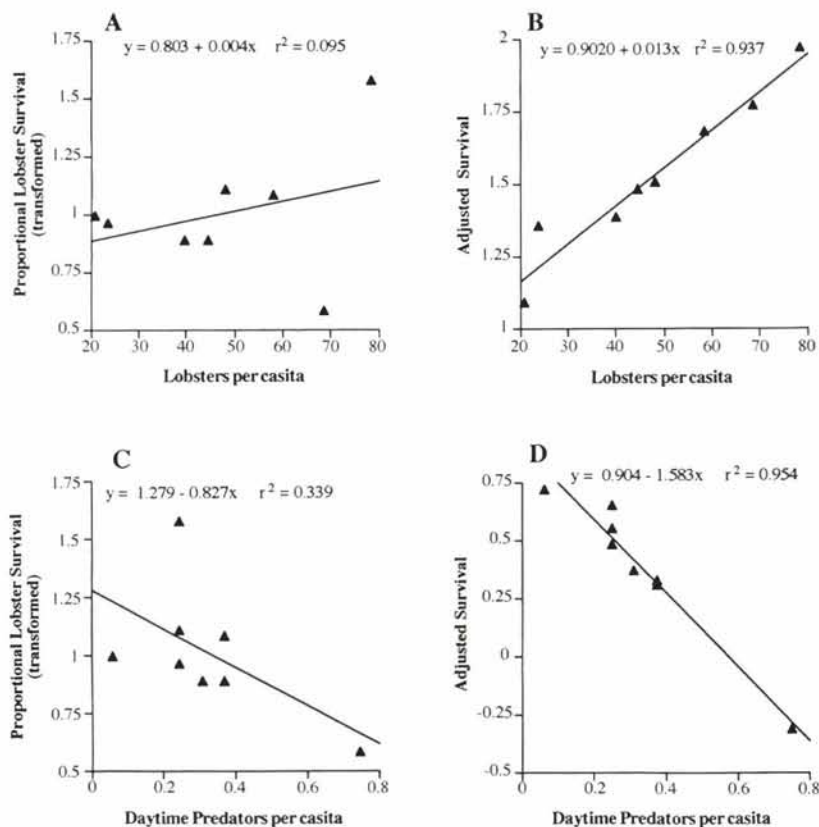 A
y = 0.803 + 0.004x r² = 0.095
1.75
1.5
1.25
1
0.75
0.5
Proportional Lobster Survival
(transformed)
20 30 40 50 60 70 80
Lobsters per casita
B
y = 0.9020 + 0.013x r² = 0.937
2
1.75
1.5
1.25
1
Adjusted Survival
20 30 40 50 60 70 80
Lobsters per casita
C
y = 1.279 - 0.827x r² = 0.339
1.75
1.5
1.25
1
0.75
0.5
Proportional Lobster Survival
(transformed)
0 0.2 0.4 0.6 0.8
Daytime Predators per casita
D
y = 0.904 - 1.583x r² = 0.954
0.75
0.5
0.25
0
-0.25
-0.5
Adjusted Survival
0 0.2 0.4 0.6 0.8
Daytime Predators per casita